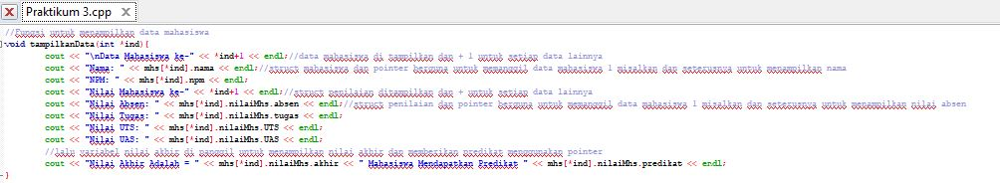 Praktikum 3.cpp
//Fungsi untuk menampilkan data mahasiswa
void tampilkanData(int *ind){
cout << "\nData Mahasiswa ke-" << *ind+1 << endl;//data mahasiswa di tampilkan dan + 1 untuk setiap data lainnya
cout << "Nama: " << mhs[*ind].nama << endl;//struct mahasiswa dan pointer berguna untuk memanggil data mahasiswa 1 misalkan dan seterusnya untuk menampilkan nama
cout << "NPM: " << mhs[*ind].npm << endl;
cout << "Nilai Mahasiswa ke-" << *ind+1 << endl;//struct penilaian ditampilkan dan + untuk setiap data lainnya
cout << "Nilai Absen: " << mhs[*ind].nilaiMhs.absen << endl;//struct penilaian dan pointer berguna untuk memanggil data mahasiswa 1 misalkan dan seterusnya untuk menampilkan nilai absen
cout << "Nilai Tugas: " << mhs[*ind].nilaiMhs.tugas << endl;
cout << "Nilai UTS: " << mhs[*ind].nilaiMhs.UTS << endl;
cout << "Nilai UAS: " << mhs[*ind].nilaiMhs.UAS << endl;
//lalu variabel nilai akhir di panggil untuk menampilkan nilai akhir dan memberikan predikat menggunakan pointer
cout << "Nilai Akhir Adalah = " << mhs[*ind].nilaiMhs.akhir << " Mahasiswa Mendapatkan Predikat " << mhs[*ind].nilaiMhs.predikat << endl;
}